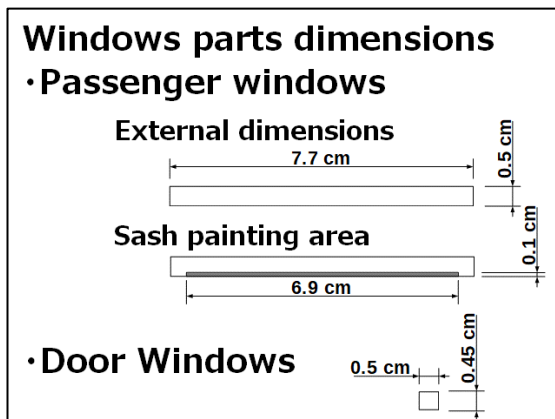 Windows parts dimensions
・Passenger windows
External dimensions
7.7 cm
0.5 cm
Sash painting area
0.1 cm
6.9 cm
・Door Windows
0.5 cm
0.45 cm